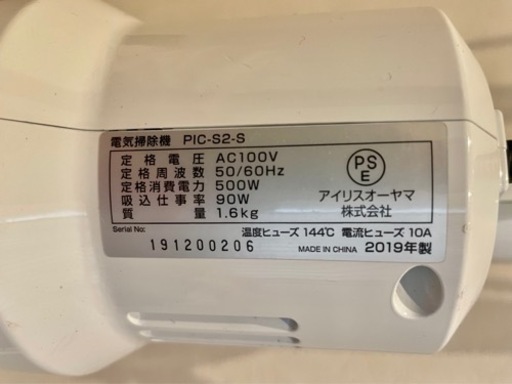 電気掃除機 PIC-S2-S
定格電圧 AC100V
定格周波数 50/60Hz
定格消費電力 500W
吸込仕事率 90W
質量 1.6kg
PS
E
アイリスオーヤマ
株式会社
温度ヒューズ 144℃ 電流ヒューズ 10A
Serial No:
191200206
MADE IN CHINA 2019年製